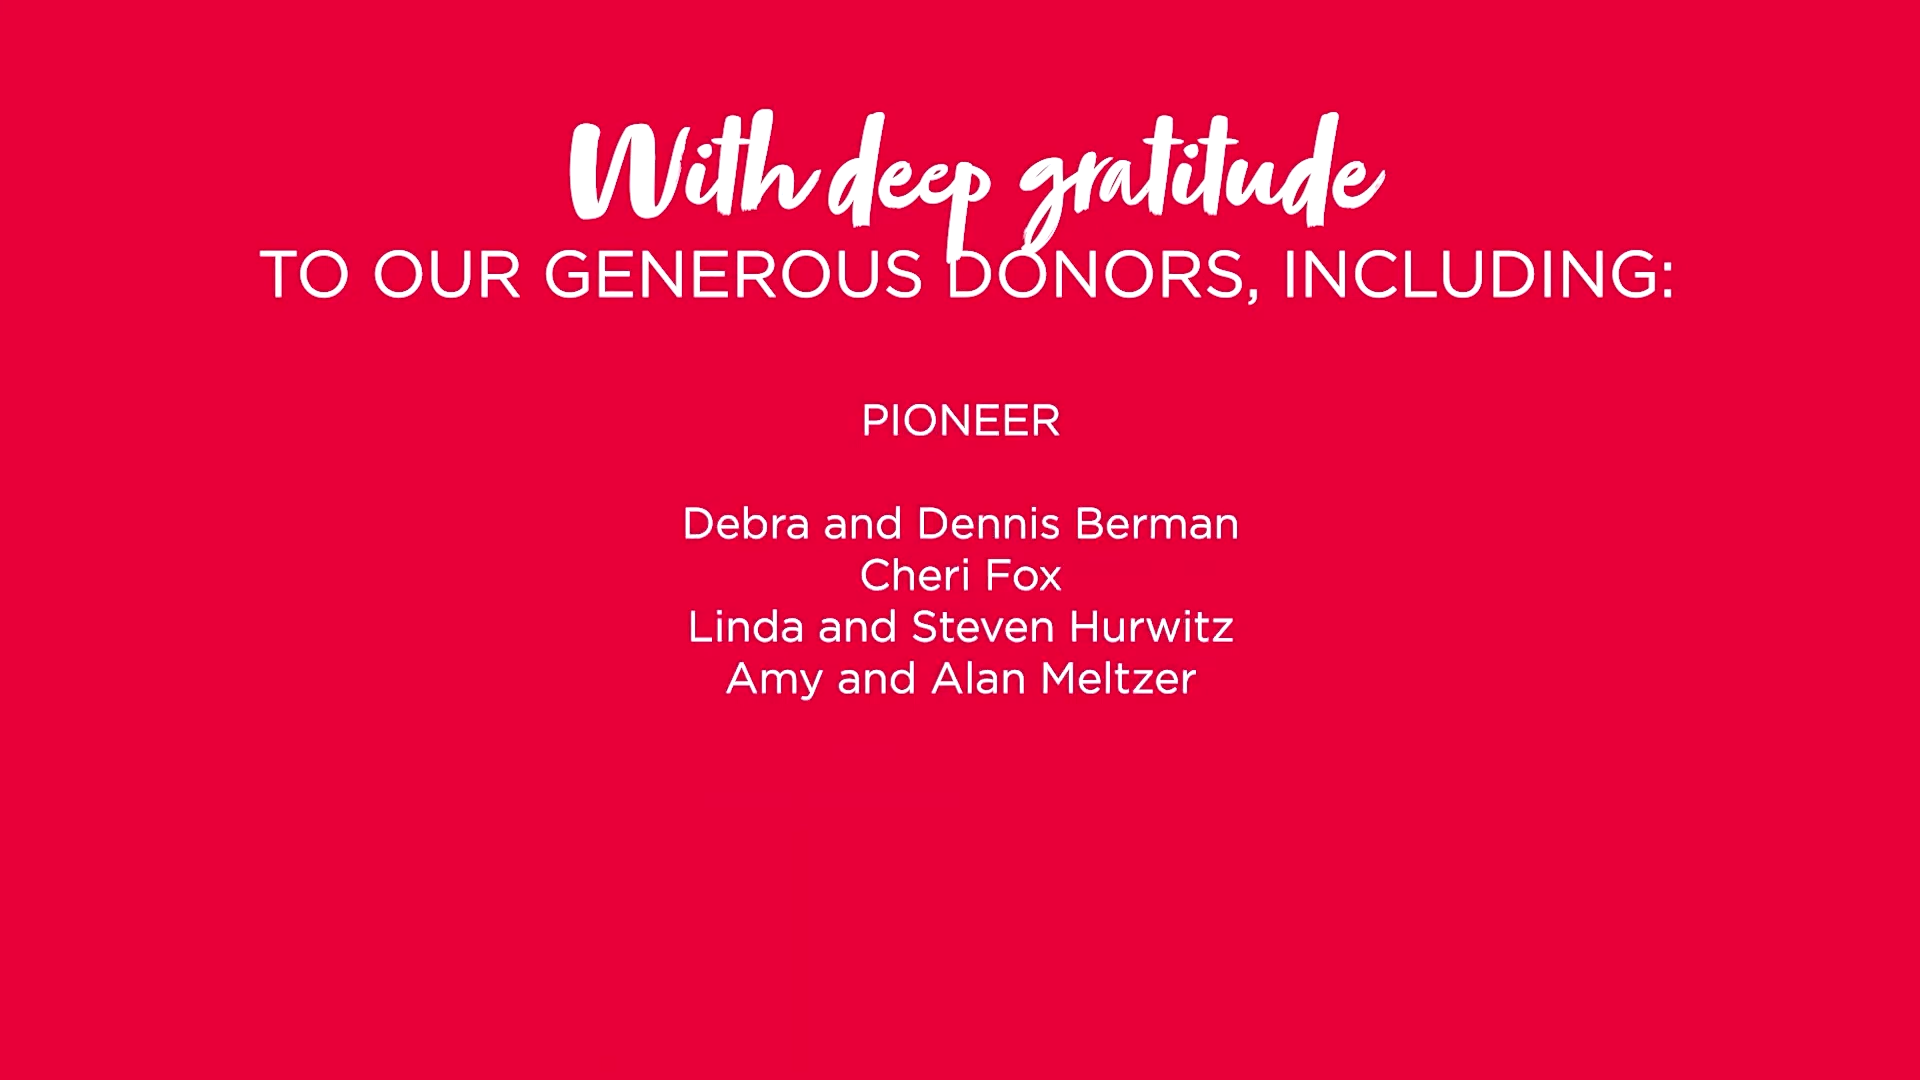 With deep gratitude
TO OUR GENEROUS DONORS, INCLUDING:
PIONEER
Debra and Dennis Berman
Cheri Fox
Linda and Steven Hurwitz
Amy and Alan Meltzer